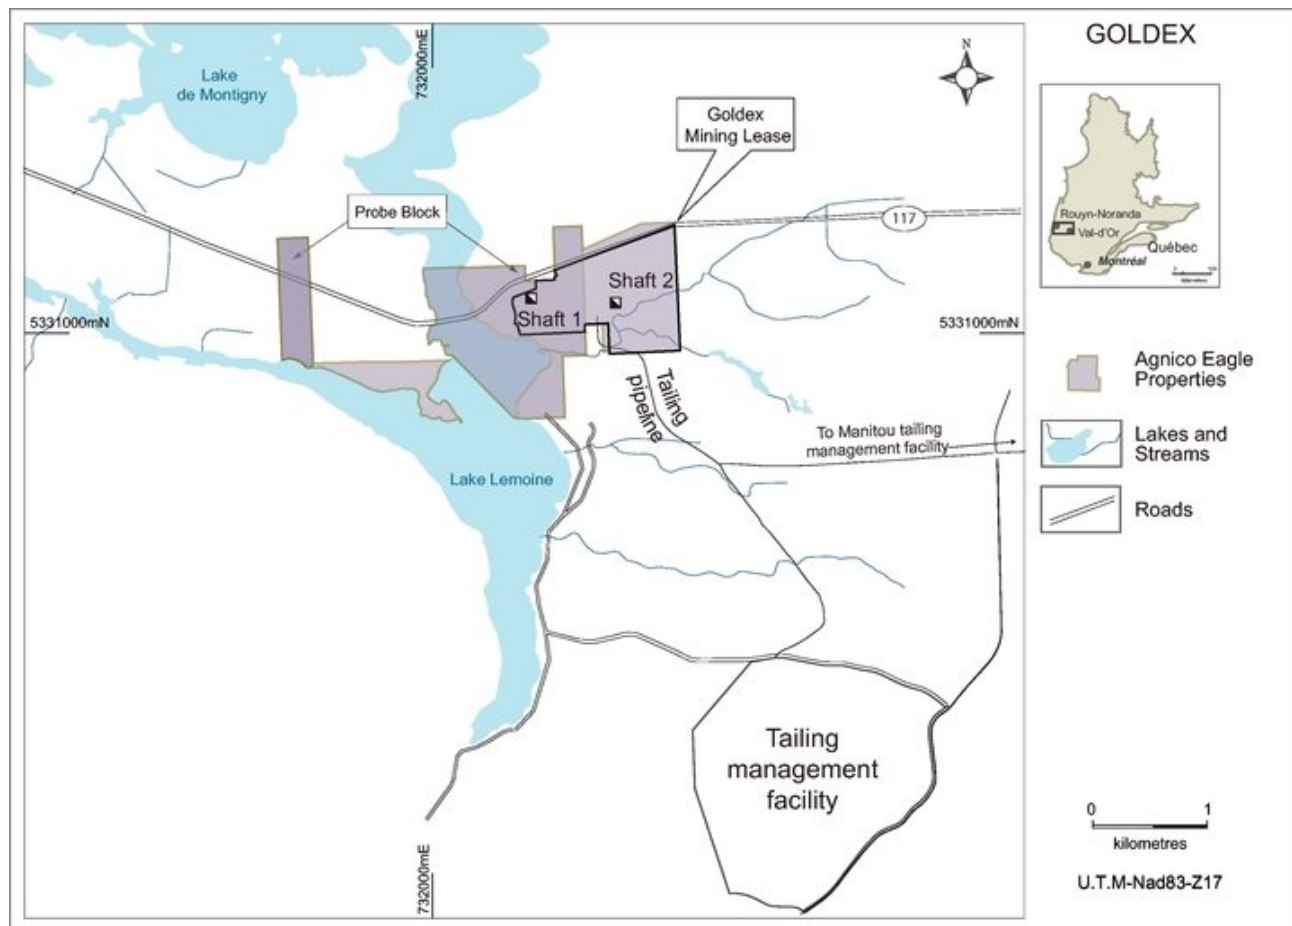 GOLDEX
732000mE
Lake
de Montigny
N
Goldex
Mining Lease
Probe Block
117
Rouyn-Noranda
Val-d'Or
Québec
Montréal
kilometres
Shaft 2
Shaft 1
5331000mN
5331000mN
Agnico Eagle
Properties
Tailing
pipeline
To Manitou tailing
management facility
Lakes and
Streams
Lake Lemoine
Roads
Tailing
management
facility
0 1
kilometres
U.T.M-Nad83-Z17
732000mE